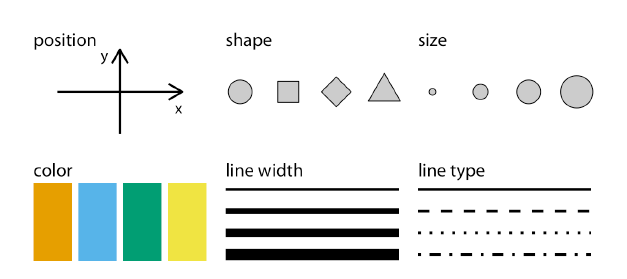 position
shape
size
y
x
color
line width
line type